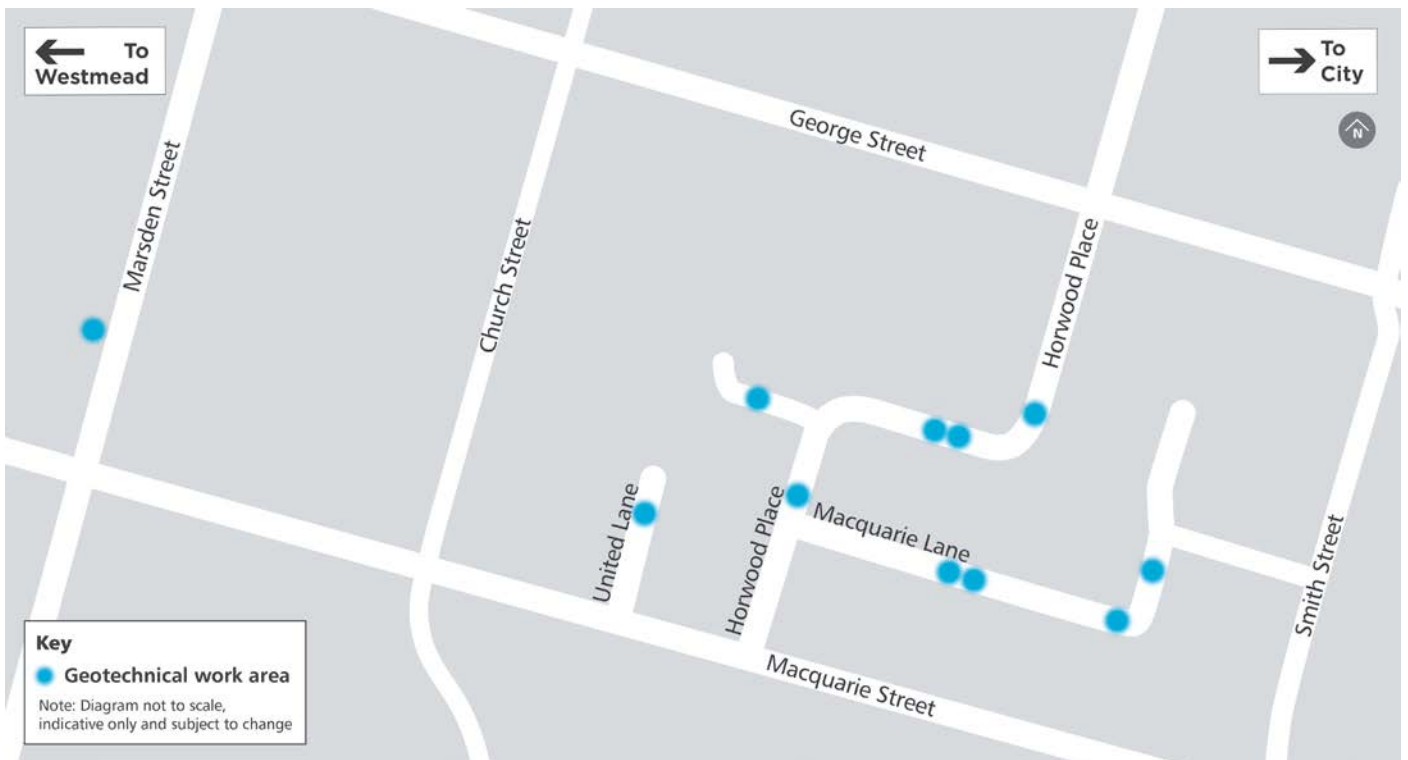 To
Westmead
To
City
N
George Street
Marsden Street
Church Street
Horwood Place
Macquarie Lane
United Lane
Horwood Place
Smith Street
Macquarie Street
Key
Geotechnical work area
Note: Diagram not to scale,
indicative only and subject to change